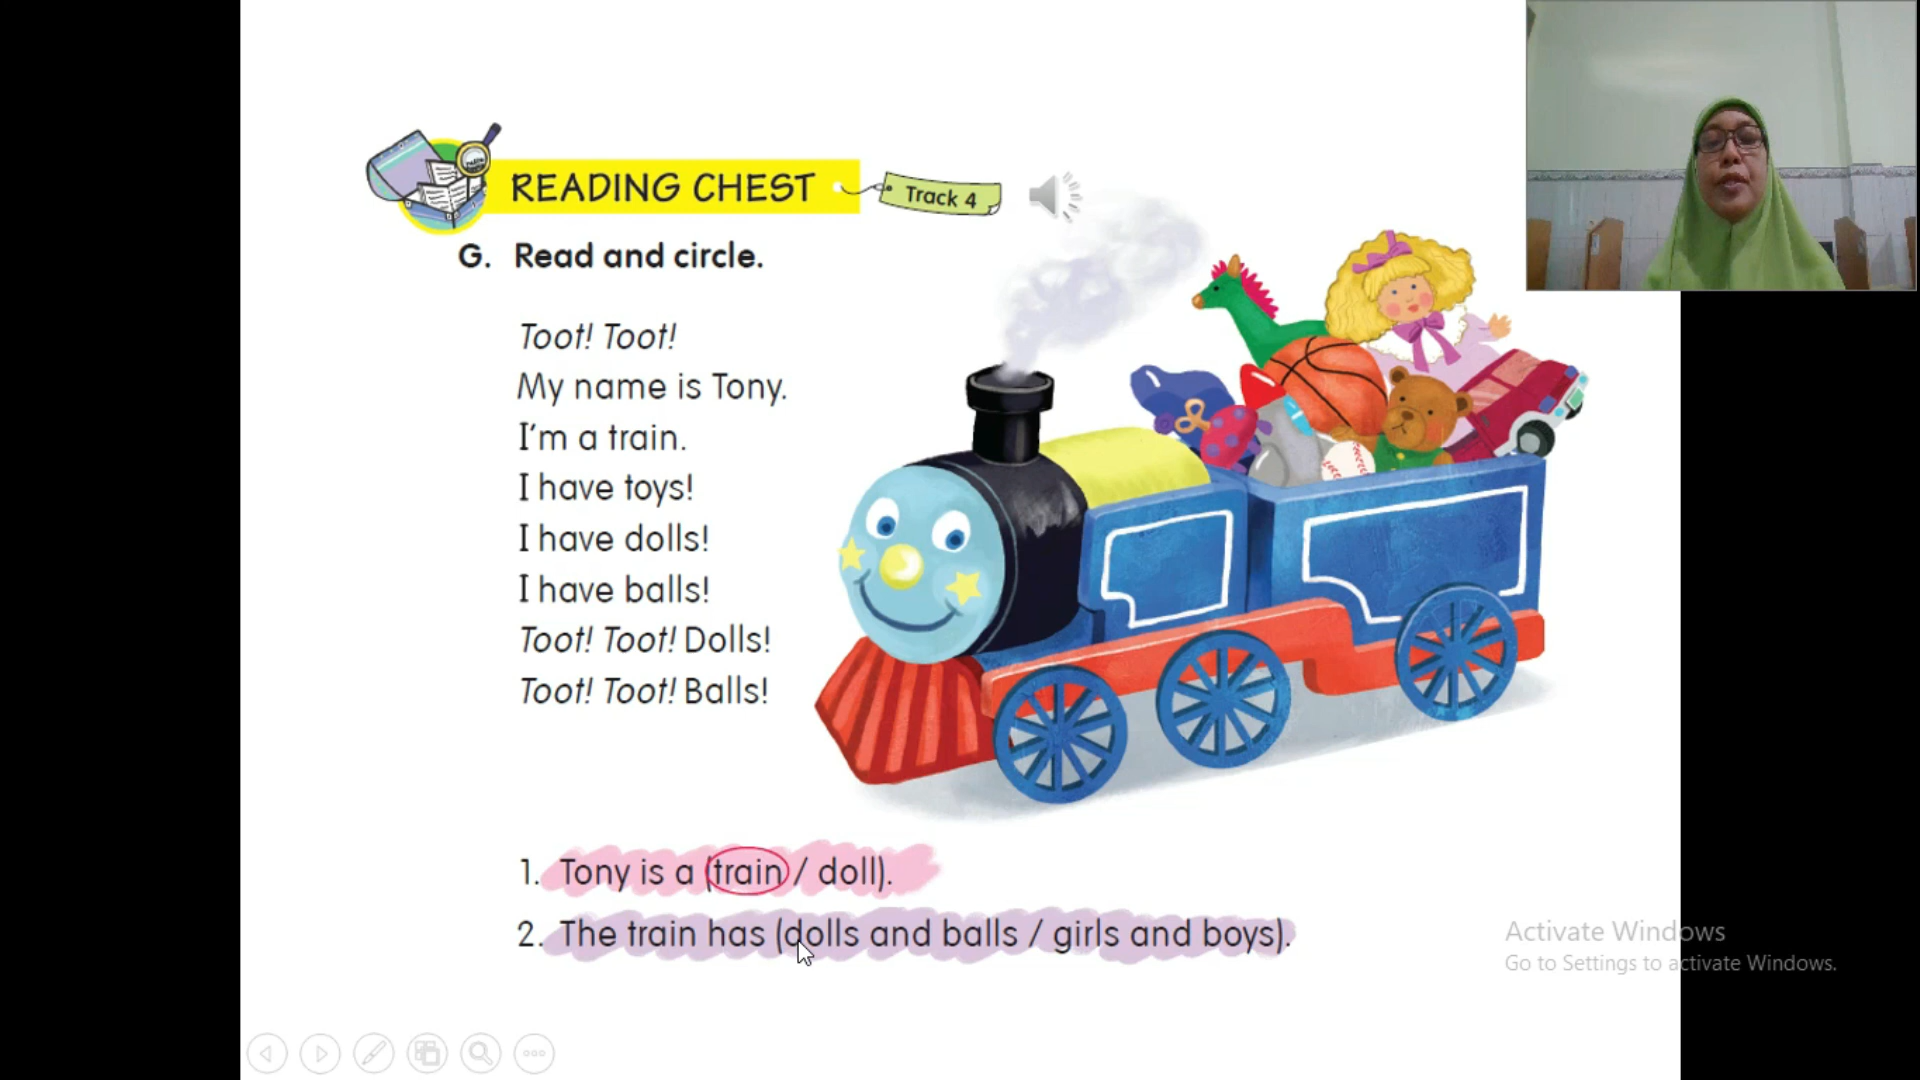 READING CHEST
Track 4
G. Read and circle.
Toot! Toot!
My name is Tony.
I'm a train.
I have toys!
I have dolls!
I have balls!
Toot! Toot! Dolls!
Toot! Toot! Balls!
1. Tony is a (train / doll).
2. The train has (dolls and balls / girls and boys).
Activate Windows
Go to Settings to activate Windows.